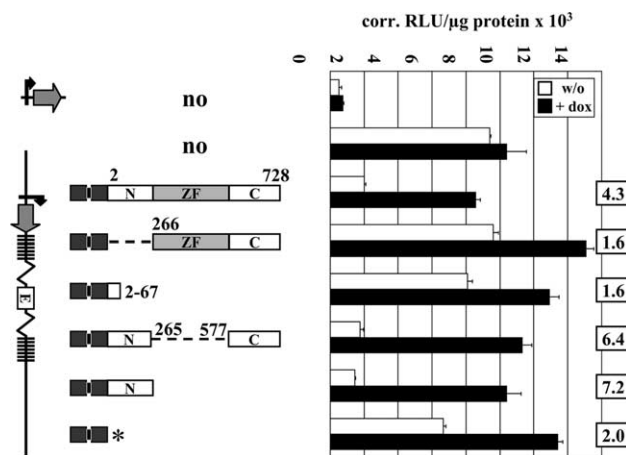 corr. RLU/µg protein x 10³
0 2 4 6 8 10 12 14
w/o
+ dox
no
no
2 728
N ZF C
4.3
266
ZF C
1.6
E
2-67
1.6
265 577
N C
6.4
N
7.2
*
2.0